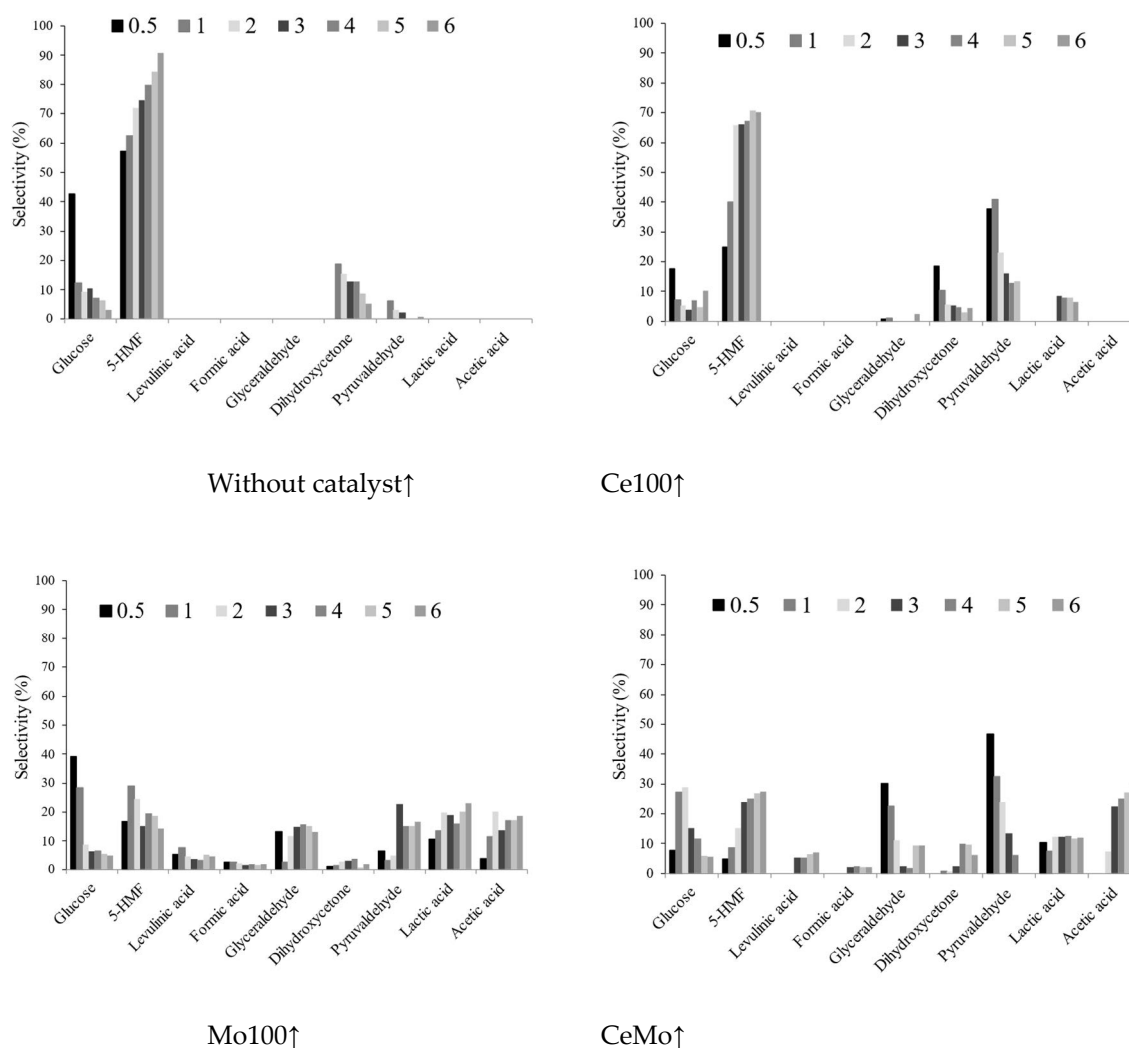 0.5 1 2 3 4 5 6
Selectivity (%)
100
90
80
70
60
50
40
30
20
10
0
Glucose
5-HMF
Levulinic acid
Formic acid
Glyceraldehyde
Dihydroxycetone
Pyruvaldehyde
Lactic acid
Acetic acid
Without catalyst↑
0.5 1 2 3 4 5 6
Selectivity (%)
100
90
80
70
60
50
40
30
20
10
0
Glucose
5-HMF
Levulinic acid
Formic acid
Glyceraldehyde
Dihydroxycetone
Pyruvaldehyde
Lactic acid
Acetic acid
Ce100↑
0.5 1 2 3 4 5 6
Selectivity (%)
100
90
80
70
60
50
40
30
20
10
0
Glucose
5-HMF
Levulinic acid
Formic acid
Glyceraldehyde
Dihydroxycetone
Pyruvaldehyde
Lactic acid
Acetic acid
Mo100↑
0.5 1 2 3 4 5 6
Selectivity (%)
100
90
80
70
60
50
40
30
20
10
0
Glucose
5-HMF
Levulinic acid
Formic acid
Glyceraldehyde
Dihydroxycetone
Pyruvaldehyde
Lactic acid
Acetic acid
CeMo↑